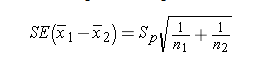 SE(x̅₁ − x̅₂) = Sₚ√(1/n₁ + 1/n₂)